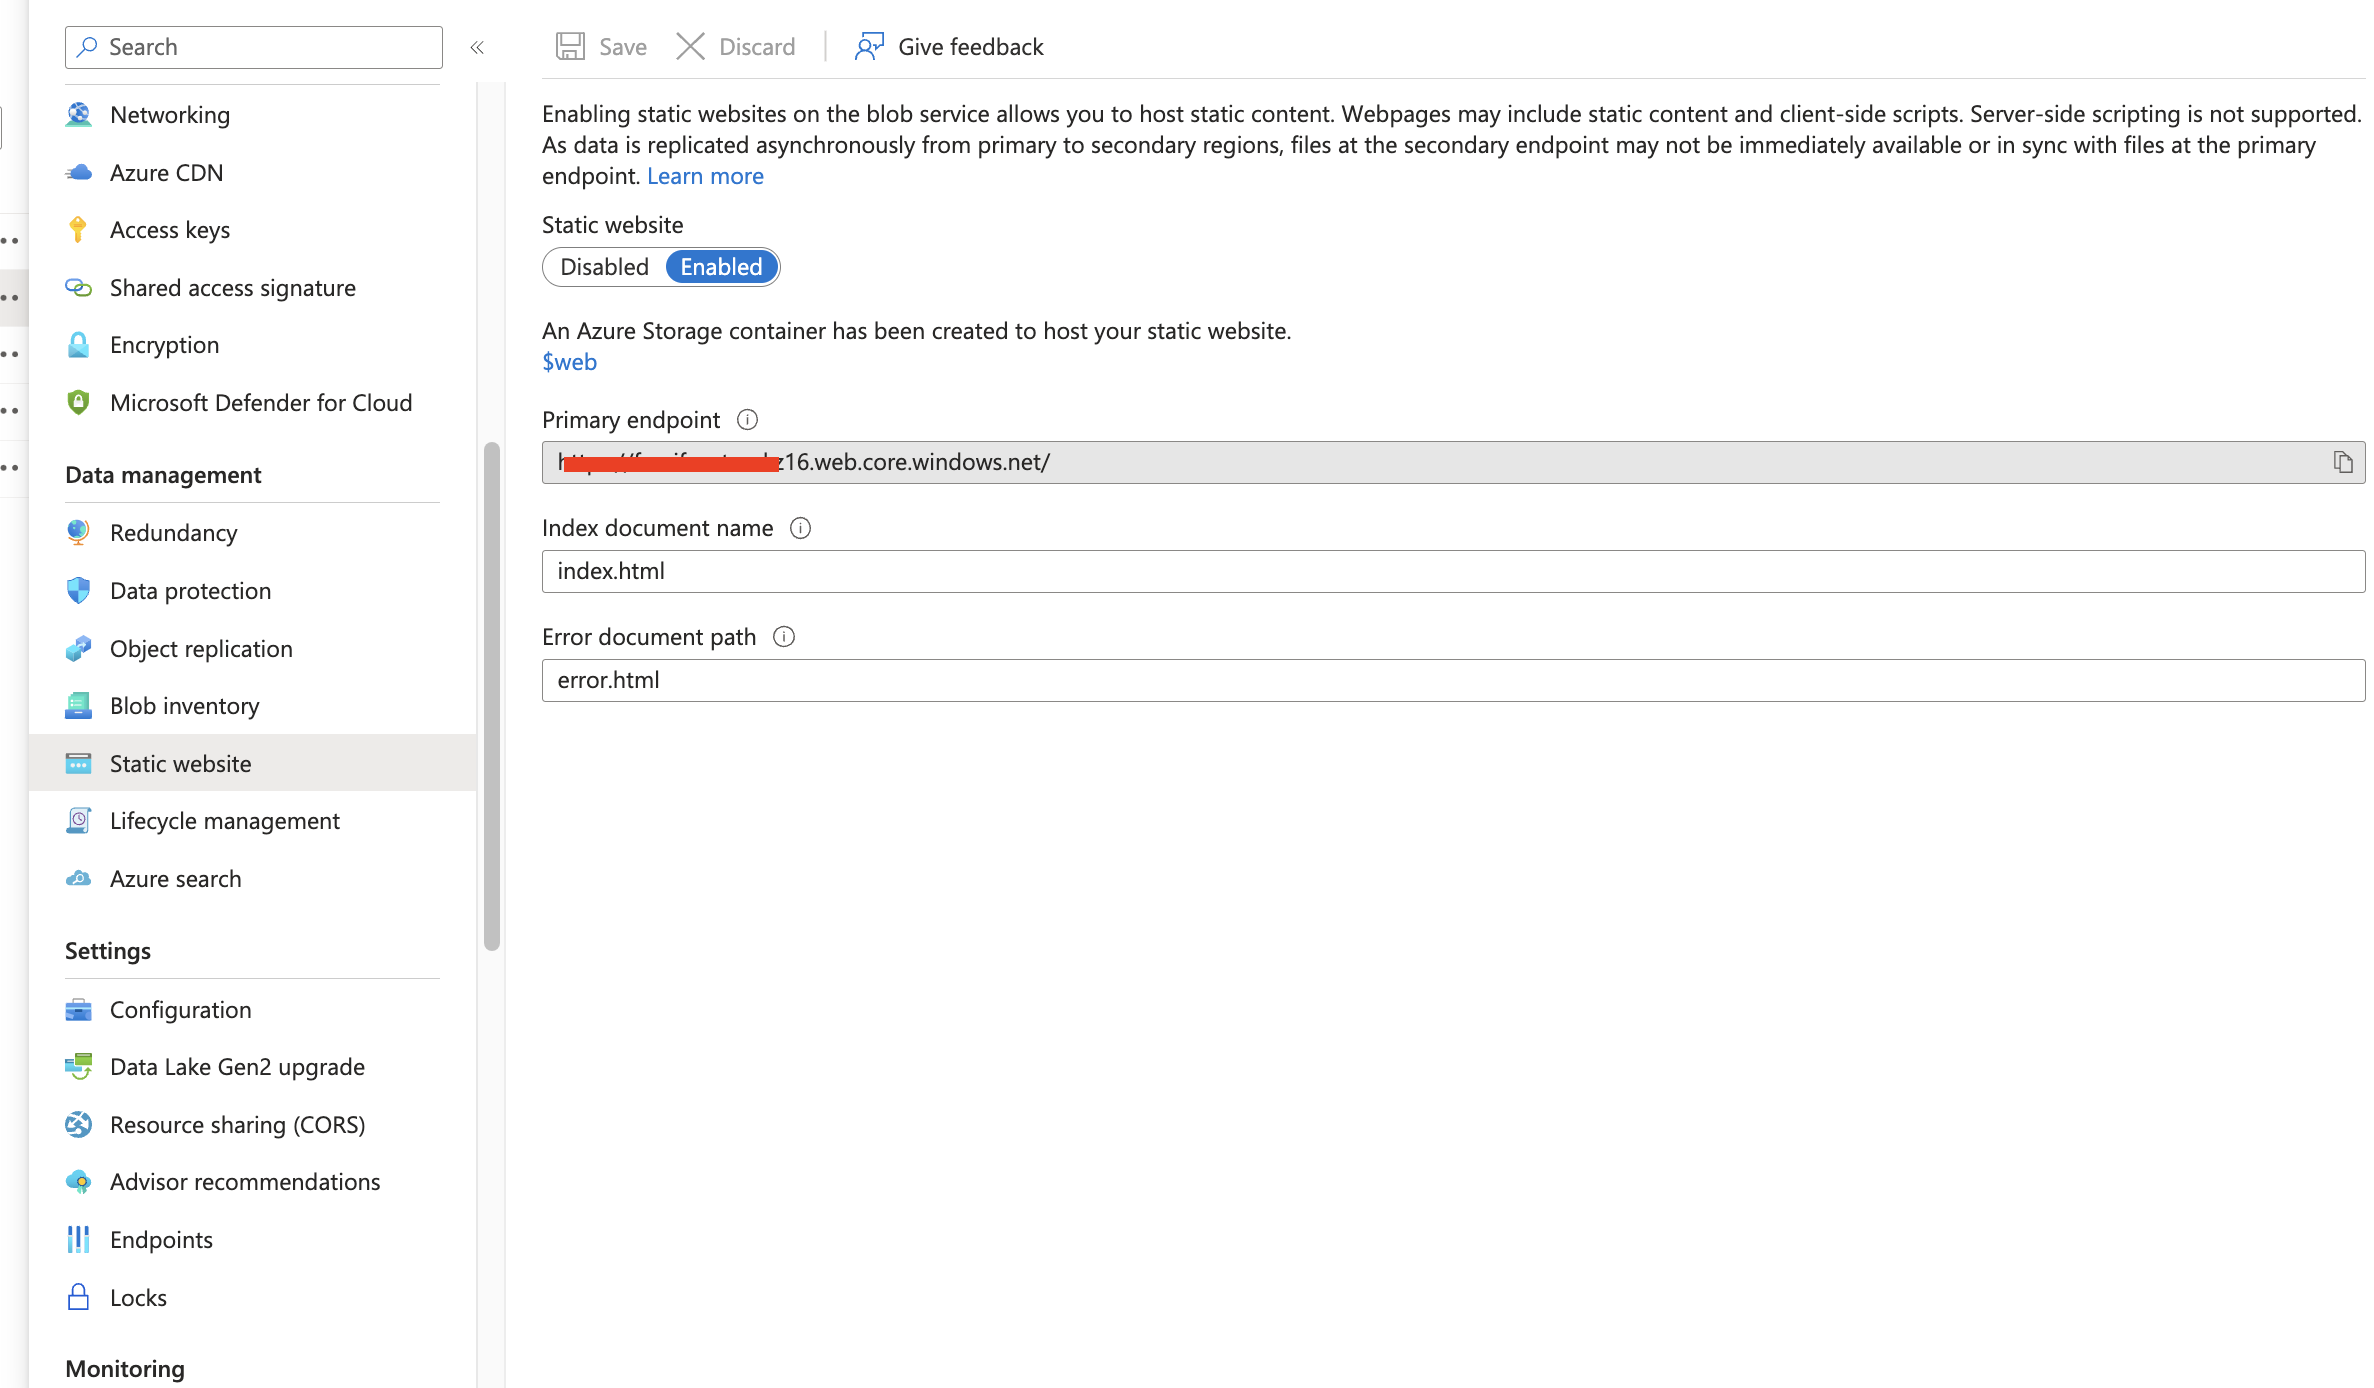 Search
Networking
Azure CDN
Access keys
Shared access signature
Encryption
Microsoft Defender for Cloud
Data management
Redundancy
Data protection
Object replication
Blob inventory
Static website
Lifecycle management
Azure search
Settings
Configuration
Data Lake Gen2 upgrade
Resource sharing (CORS)
Advisor recommendations
Endpoints
Locks
Monitoring
Save Discard Give feedback
Enabling static websites on the blob service allows you to host static content. Webpages may include static content and client-side scripts. Server-side scripting is not supported.
As data is replicated asynchronously from primary to secondary regions, files at the secondary endpoint may not be immediately available or in sync with files at the primary
endpoint. Learn more
Static website
Disabled Enabled
An Azure Storage container has been created to host your static website.
$web
Primary endpoint
z16.web.core.windows.net/
Index document name
index.html
Error document path
error.html